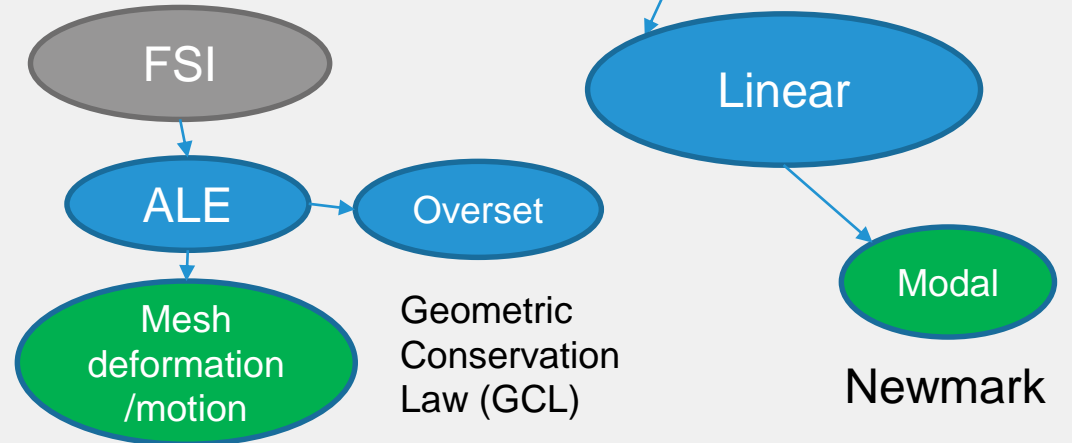 FSI
ALE
Overset
Mesh
deformation
/motion
Geometric
Conservation
Law (GCL)
Linear
Modal
Newmark